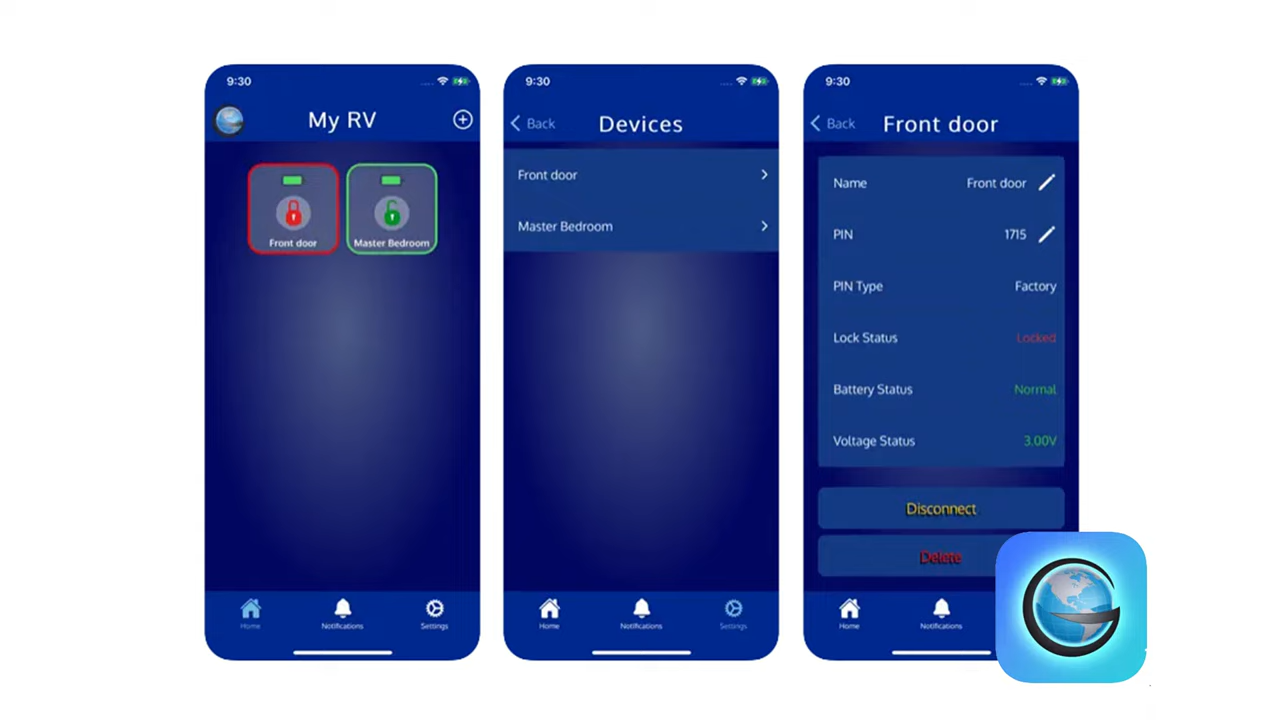 9:30
My RV
Front door
Master Bedroom
Home
Notifications
Settings
9:30
Back
Devices
Front door
Master Bedroom
Home
Notifications
Settings
9:30
Back
Front door
Name Front door
PIN 1715
PIN Type Factory
Lock Status Locked
Battery Status Normal
Voltage Status 3.00V
Disconnect
Delete
Home
Notifications